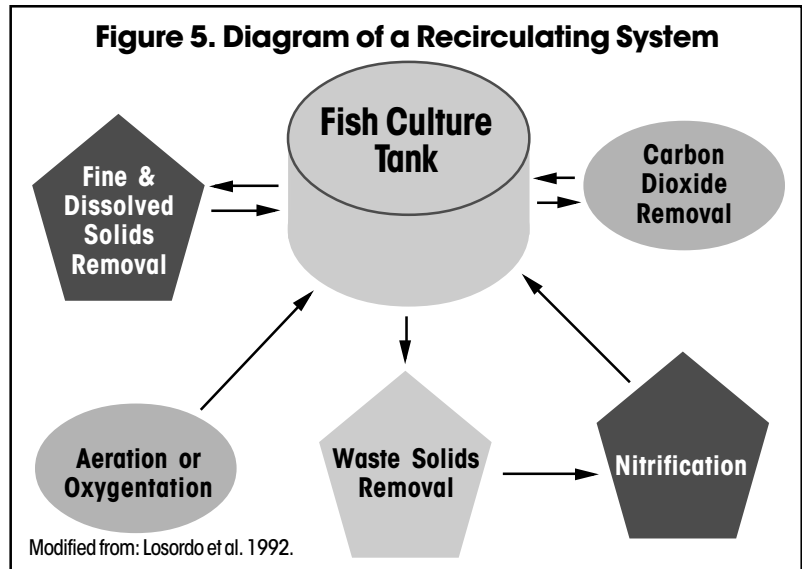 Figure 5. Diagram of a Recirculating System
Fish Culture
Tank
Fine &
Dissolved
Solids
Removal
Carbon
Dioxide
Removal
Aeration or
Oxygentation
Waste Solids
Removal
Nitrification
Modified from: Losordo et al. 1992.